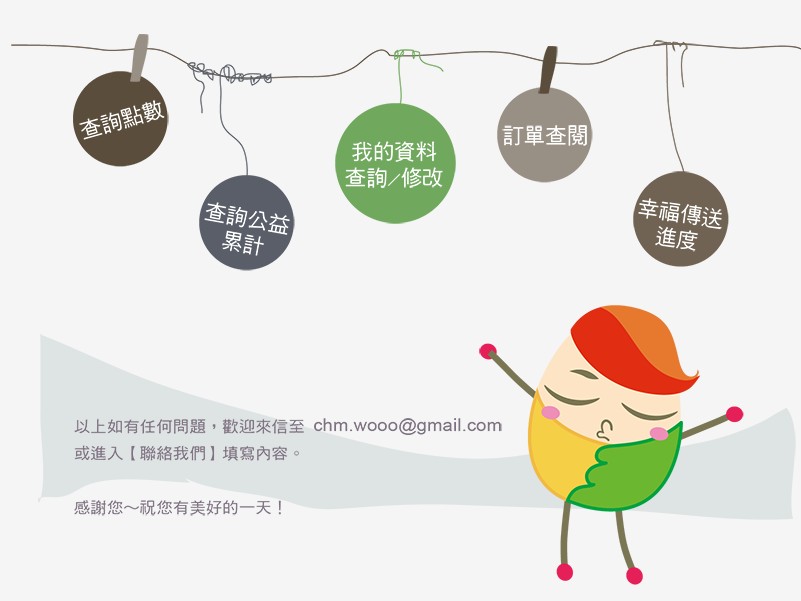 查詢點數
查詢公益
累計
我的資料
查詢／修改
訂單查閱
幸福傳送
進度
以上如有任何問題，歡迎來信至 chm.wooo@gmail.com
或進入【聯絡我們】填寫內容。
感謝您～祝您有美好的一天！